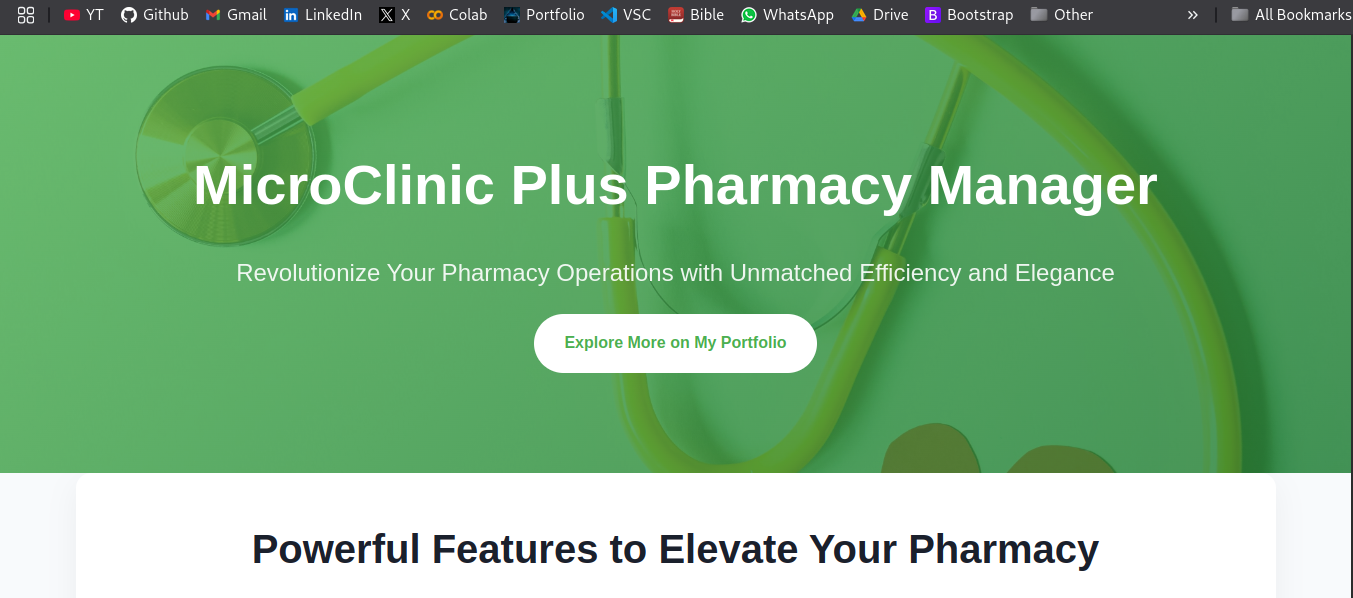 YT Github Gmail LinkedIn X Colab Portfolio VSC Bible WhatsApp Drive Bootstrap Other » All Bookmarks
MicroClinic Plus Pharmacy Manager
Revolutionize Your Pharmacy Operations with Unmatched Efficiency and Elegance
Explore More on My Portfolio
Powerful Features to Elevate Your Pharmacy